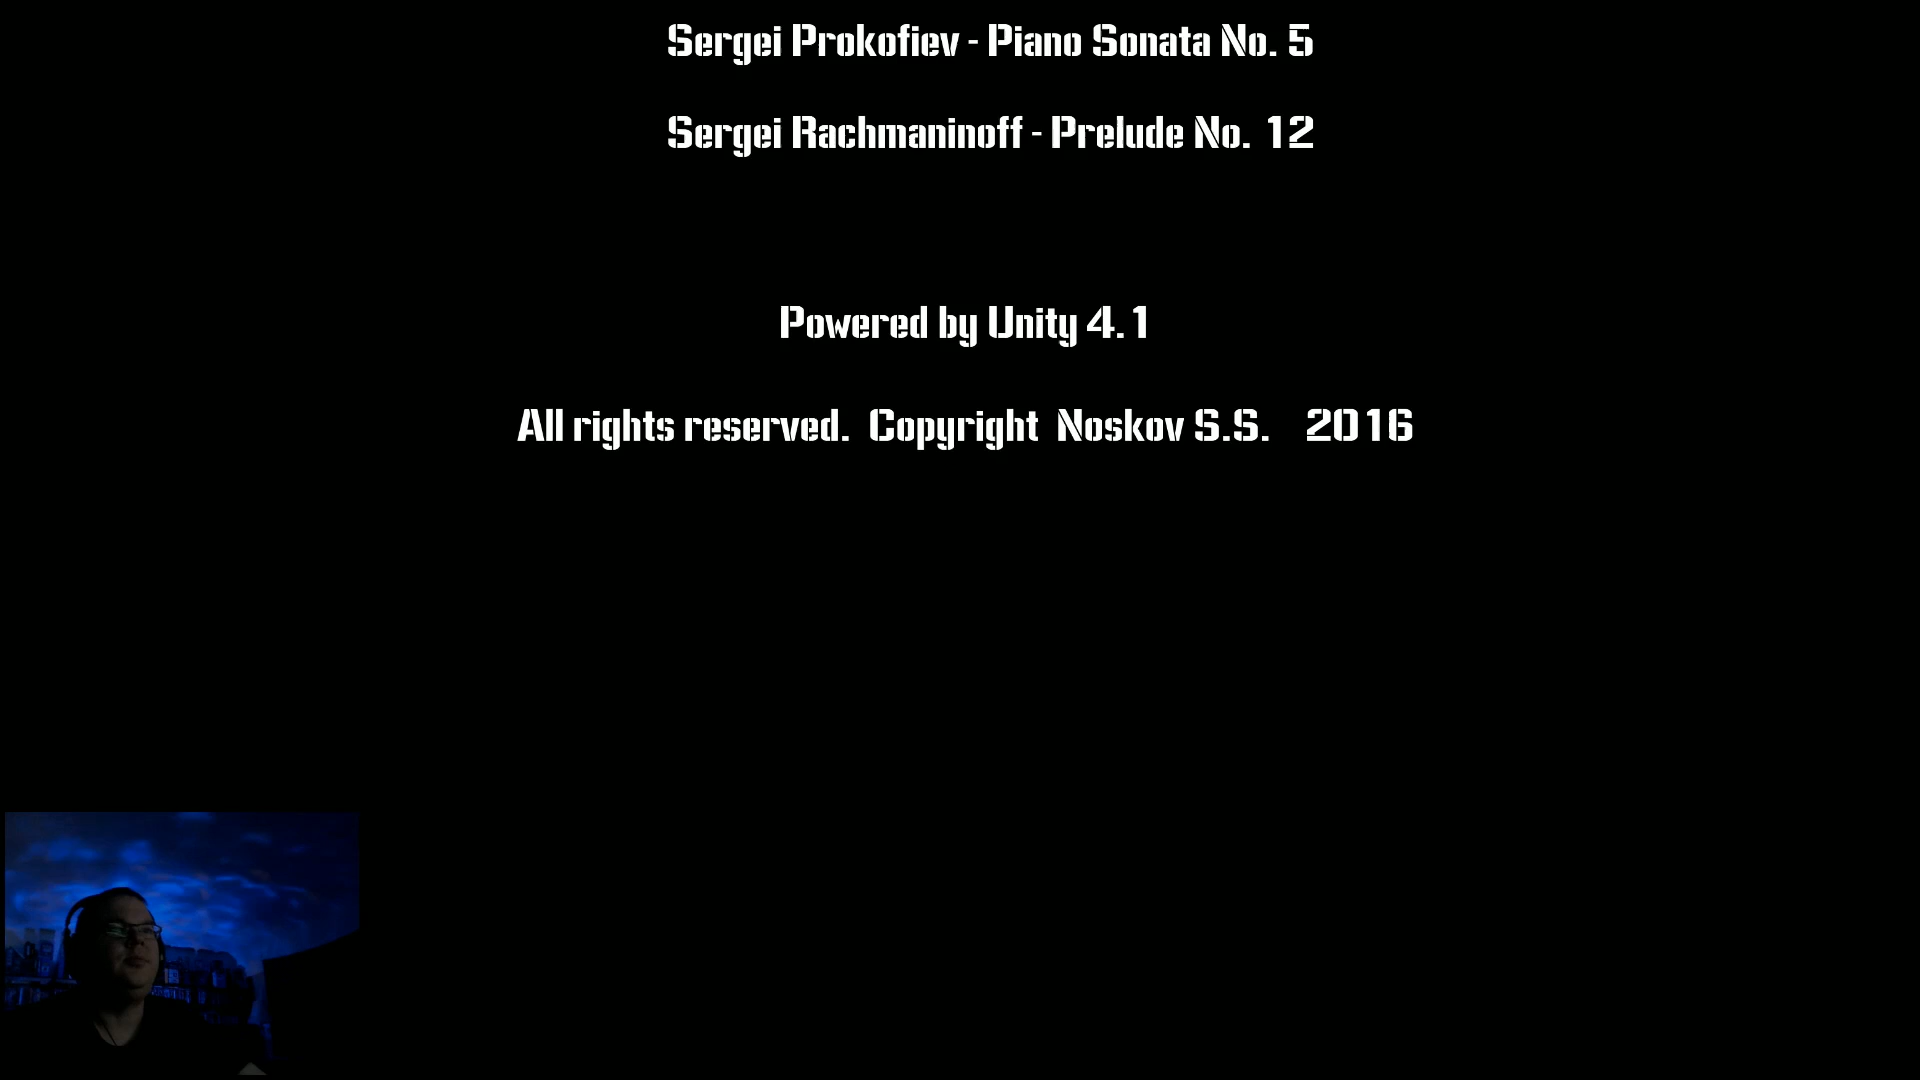 Sergei Prokofiev - Piano Sonata No. 5
Sergei Rachmaninoff - Prelude No. 12
Powered by Unity 4.1
All rights reserved. Copyright Noskov S.S. 2016